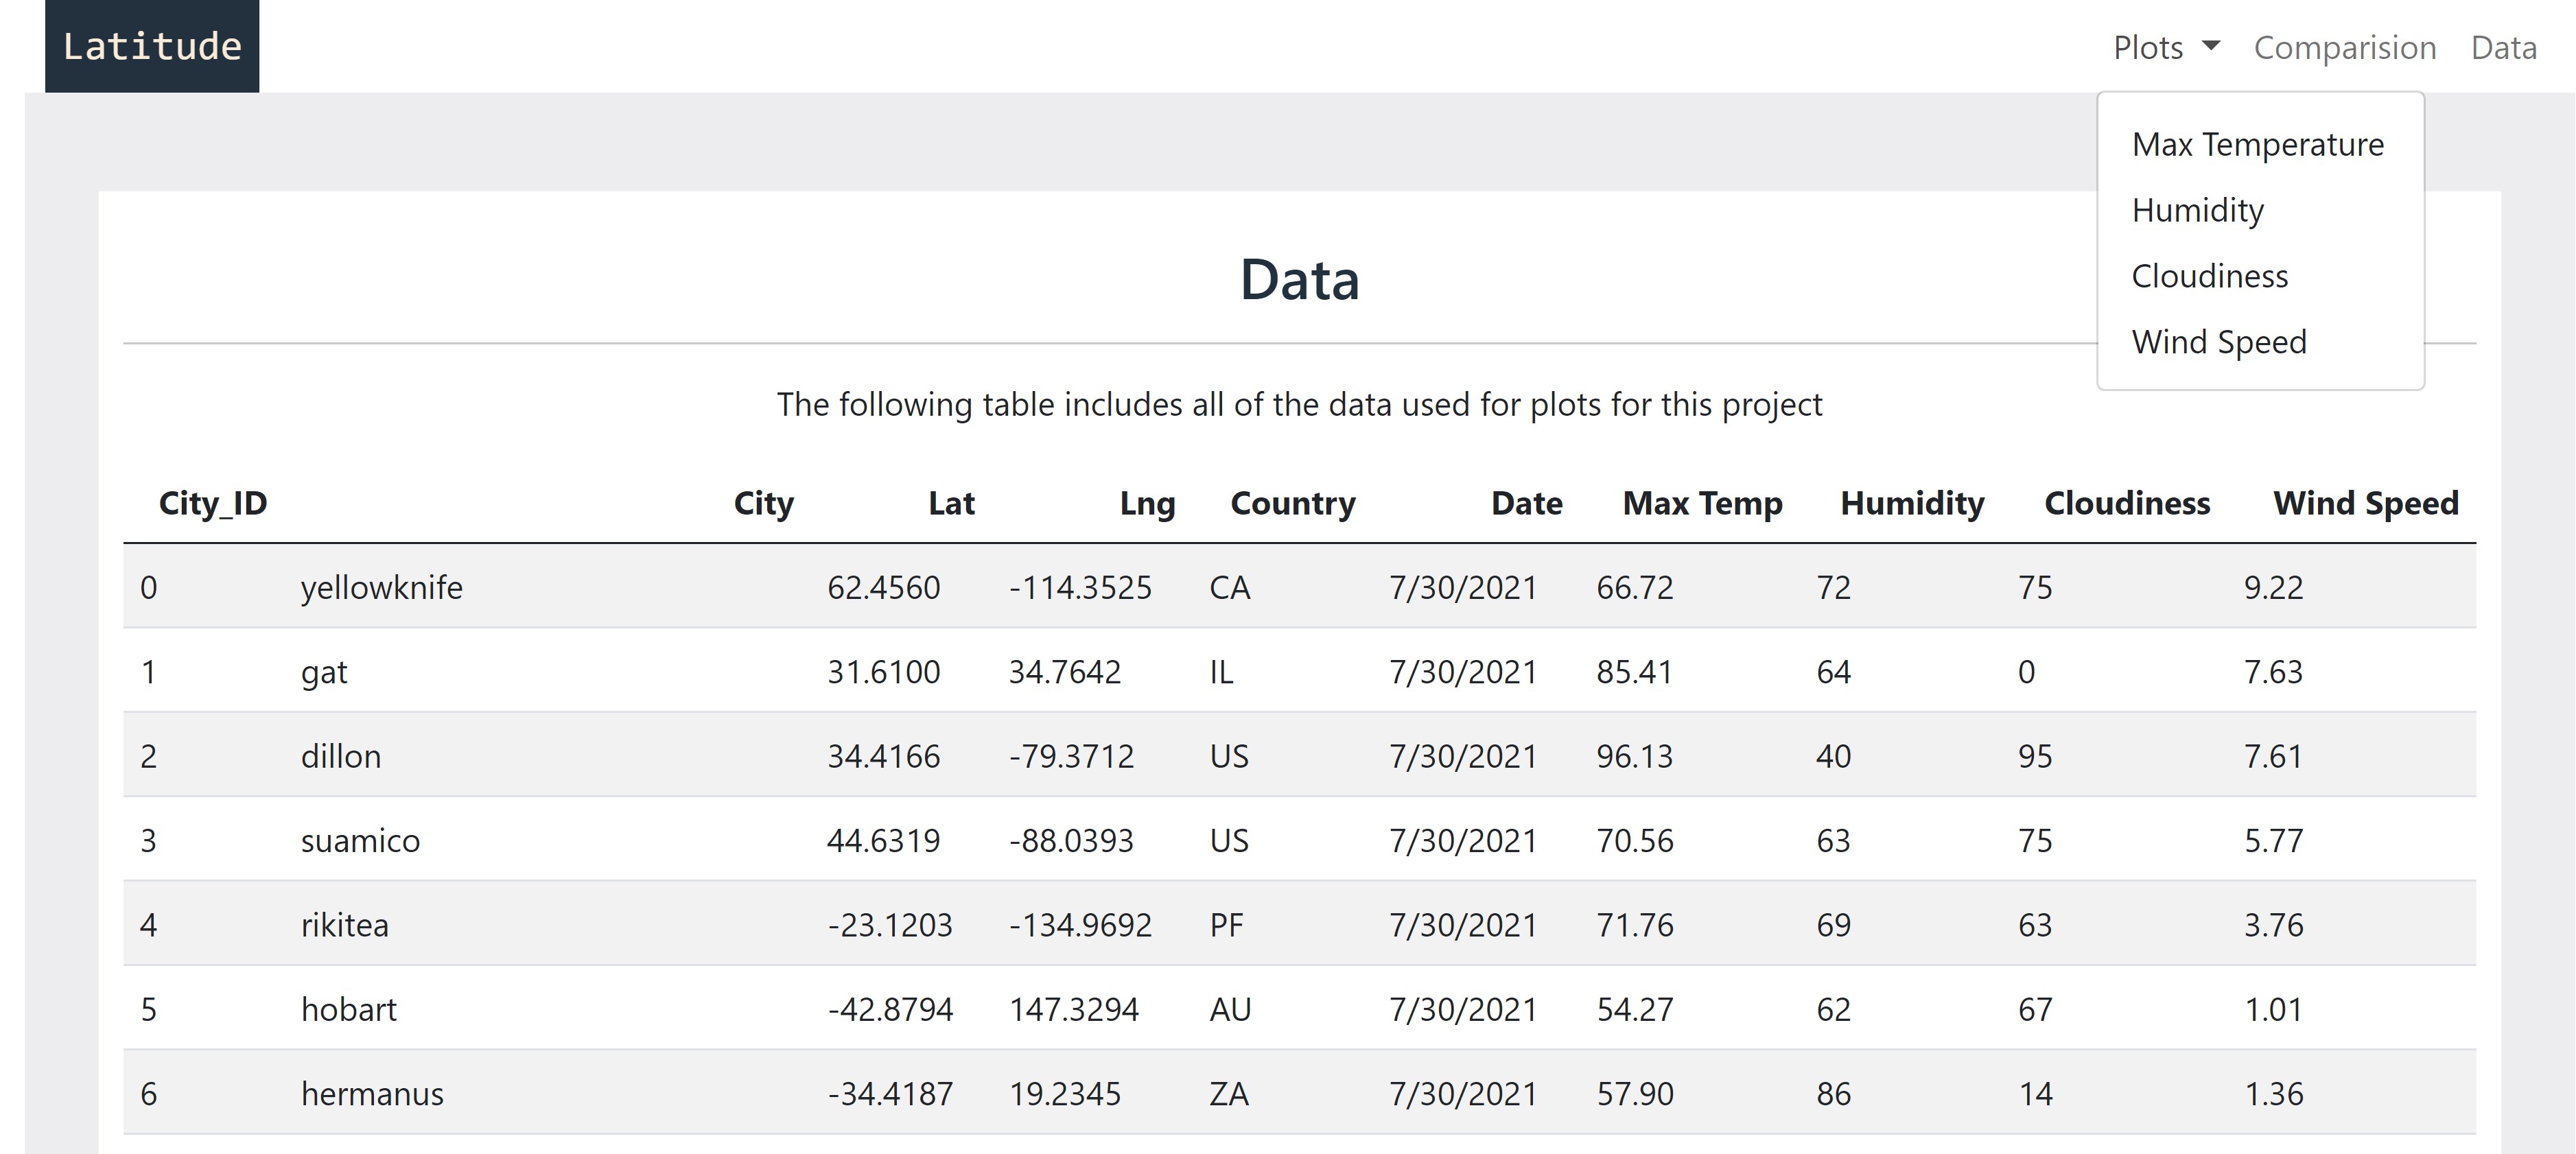 Latitude Plots Comparision Data
Max Temperature
Humidity
Cloudiness
Wind Speed
Data
The following table includes all of the data used for plots for this project
City_ID City Lat Lng Country Date Max Temp Humidity Cloudiness Wind Speed
0 yellowknife 62.4560 -114.3525 CA 7/30/2021 66.72 72 75 9.22
1 gat 31.6100 34.7642 IL 7/30/2021 85.41 64 0 7.63
2 dillon 34.4166 -79.3712 US 7/30/2021 96.13 40 95 7.61
3 suamico 44.6319 -88.0393 US 7/30/2021 70.56 63 75 5.77
4 rikitea -23.1203 -134.9692 PF 7/30/2021 71.76 69 63 3.76
5 hobart -42.8794 147.3294 AU 7/30/2021 54.27 62 67 1.01
6 hermanus -34.4187 19.2345 ZA 7/30/2021 57.90 86 14 1.36